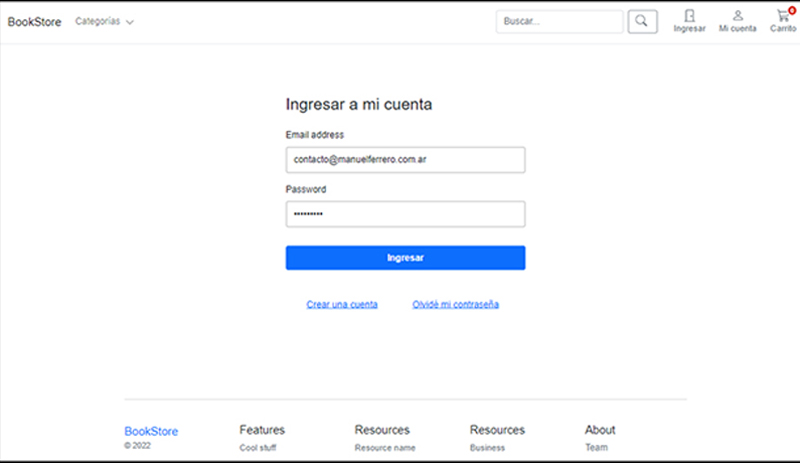 BookStore Categorías Buscar... Ingresar Mi cuenta Carrito 0
Ingresar a mi cuenta
Email address
contacto@manuelferrero.com.ar
Password
•••••••••
Ingresar
Crear una cuenta Olvidé mi contraseña
BookStore Features Resources Resources About
© 2022 Cool stuff Resource name Business Team